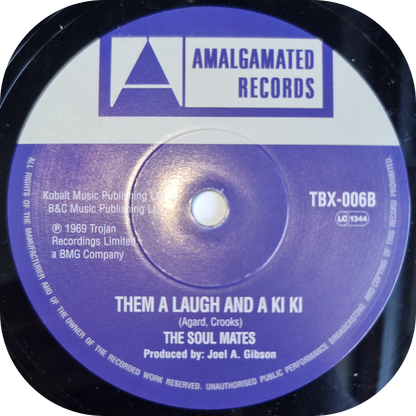 A
AMALGAMATED
RECORDS
Kobalt Music Publishing
B&C Music Publishing
TBX-006B
LC 1344
℗ 1969 Trojan
Recordings Limited
a BMG Company
THEM A LAUGH AND A KI KI
(Agard, Crooks)
THE SOUL MATES
Produced by: Joel A. Gibson
ALL RIGHTS OF THE MANUFACTURER AND OF THE OWNER OF THE RECORDED WORK RESERVED. UNAUTHORISED PUBLIC PERFORMANCE BROADCASTING AND COPYING OF THIS RECORD PROHIBITED.